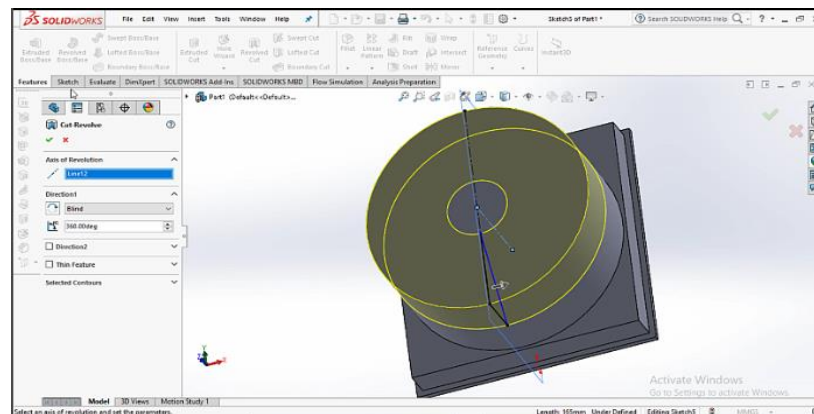 SOLIDWORKS File Edit View Insert Tools Window Help Sketch5 of Part1 * Search SOLIDWORKS Help
Extruded Boss/Base Revolved Boss/Base Swept Boss/Base Lofted Boss/Base Boundary Boss/Base Extruded Cut Hole Wizard Revolved Cut Swept Cut Lofted Cut Boundary Cut Fillet Linear Pattern Rib Draft Shell Wrap Intersect Mirror Reference Geometry Curves Instant3D
Features Sketch Evaluate DimXpert SOLIDWORKS Add-Ins SOLIDWORKS MBD Flow Simulation Analysis Preparation
Part1 (Default<<Default>...
Cut-Revolve
Axis of Revolution
Line12
Direction1
Blind
360.00deg
Direction2
Thin Feature
Selected Contours
Activate Windows
Go to Settings to activate Windows.
Model 3D Views Motion Study 1
Select an axis of revolution and set the parameters. Length: 165mm Under Defined Editing Sketch5 MMGS